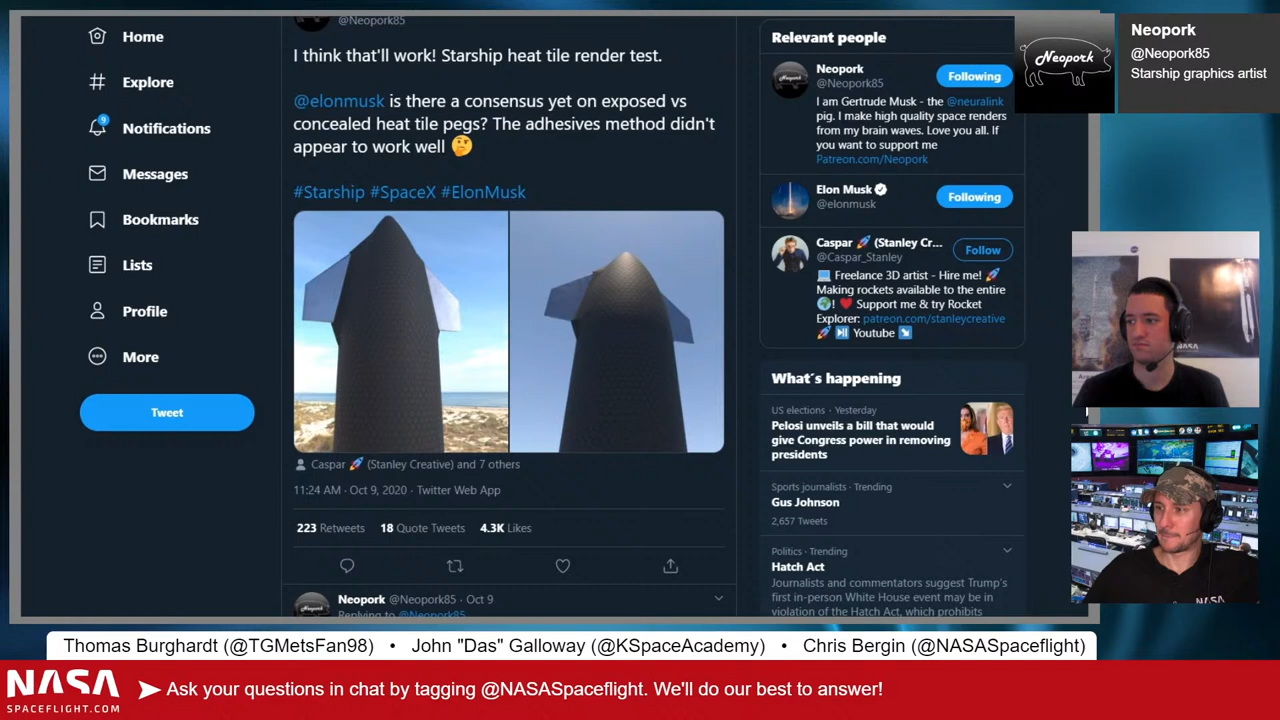 Home
Explore
9
Notifications
Messages
Bookmarks
Lists
Profile
More
Tweet
@Neopork85
I think that'll work! Starship heat tile render test.
@elonmusk is there a consensus yet on exposed vs
concealed heat tile pegs? The adhesives method didn't
appear to work well 🤔
#Starship #SpaceX #ElonMusk
Caspar 🚀 (Stanley Creative) and 7 others
11:24 AM · Oct 9, 2020 · Twitter Web App
223 Retweets 18 Quote Tweets 4.3K Likes
Neopork @Neopork85 · Oct 9
Replying to @Neopork85
Relevant people
Neopork
@Neopork85
Following
I am Gertrude Musk - the @neuralink
pig. I make high quality space renders
from my brain waves. Love you all. If
you want to support me
Patreon.com/Neopork
Elon Musk
@elonmusk
Following
Caspar 🚀 (Stanley Cr...
@Caspar_Stanley
Follow
💻 Freelance 3D artist - Hire me! 🚀
Making rockets available to the entire
🌍! ❤️ Support me & try Rocket
Explorer: patreon.com/stanleycreative
🚀 ⏯ Youtube ↘
What's happening
US elections · Yesterday
Pelosi unveils a bill that would
give Congress power in removing
presidents
Sports journalists · Trending
Gus Johnson
2,657 Tweets
Politics · Trending
Hatch Act
Journalists and commentators suggest Trump's
first in-person White House event may be in
violation of the Hatch Act, which prohibits
Neopork
Neopork
@Neopork85
Starship graphics artist
NASA
Thomas Burghardt (@TGMetsFan98) • John "Das" Galloway (@KSpaceAcademy) • Chris Bergin (@NASASpaceflight)
NASA
SPACEFLIGHT.COM
Ask your questions in chat by tagging @NASASpaceflight. We'll do our best to answer!